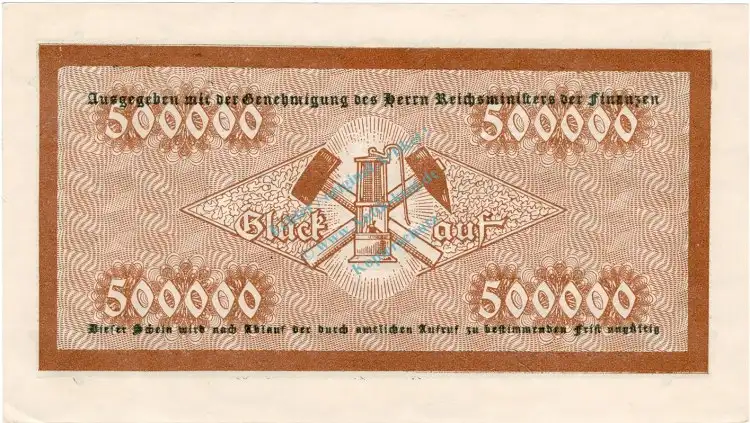 Ausgegeben mit der Genehmigung des Herrn Reichsministers der Finanzen
500000 500000
Glück auf
500000 500000
Dieser Schein wird nach Ablauf der durch amtlichen Aufruf zu bestimmenden Frist ungültig